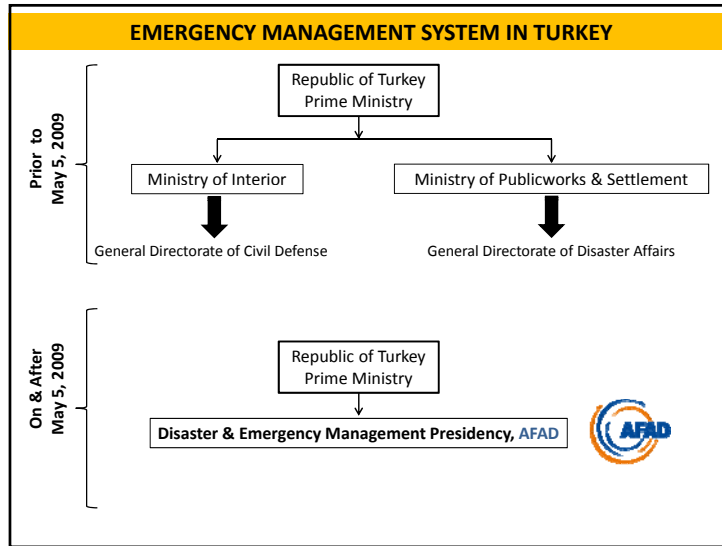 EMERGENCY MANAGEMENT SYSTEM IN TURKEY
Prior to
May 5, 2009
Republic of Turkey
Prime Ministry
Ministry of Interior
Ministry of Publicworks & Settlement
General Directorate of Civil Defense
General Directorate of Disaster Affairs
On & After
May 5, 2009
Republic of Turkey
Prime Ministry
Disaster & Emergency Management Presidency, AFAD
AFAD